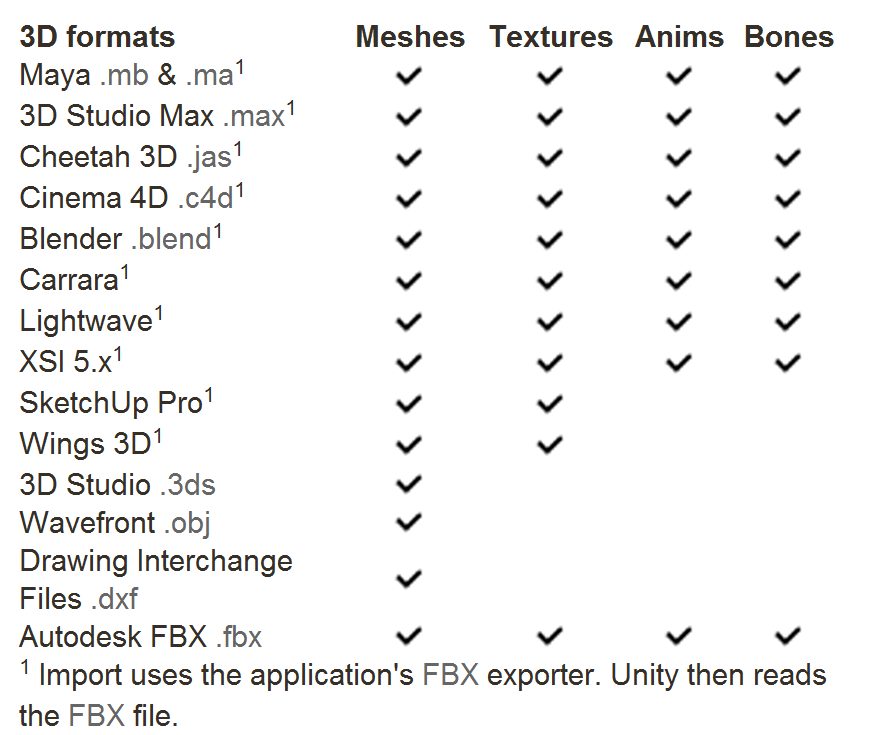 3D formats Meshes Textures Anims Bones
Maya .mb & .ma¹ ✔ ✔ ✔ ✔
3D Studio Max .max¹ ✔ ✔ ✔ ✔
Cheetah 3D .jas¹ ✔ ✔ ✔ ✔
Cinema 4D .c4d¹ ✔ ✔ ✔ ✔
Blender .blend¹ ✔ ✔ ✔ ✔
Carrara¹ ✔ ✔ ✔ ✔
Lightwave¹ ✔ ✔ ✔ ✔
XSI 5.x¹ ✔ ✔ ✔ ✔
SketchUp Pro¹ ✔ ✔
Wings 3D¹ ✔ ✔
3D Studio .3ds ✔
Wavefront .obj ✔
Drawing Interchange
Files .dxf ✔
Autodesk FBX .fbx ✔ ✔ ✔ ✔
¹ Import uses the application's FBX exporter. Unity then reads
the FBX file.